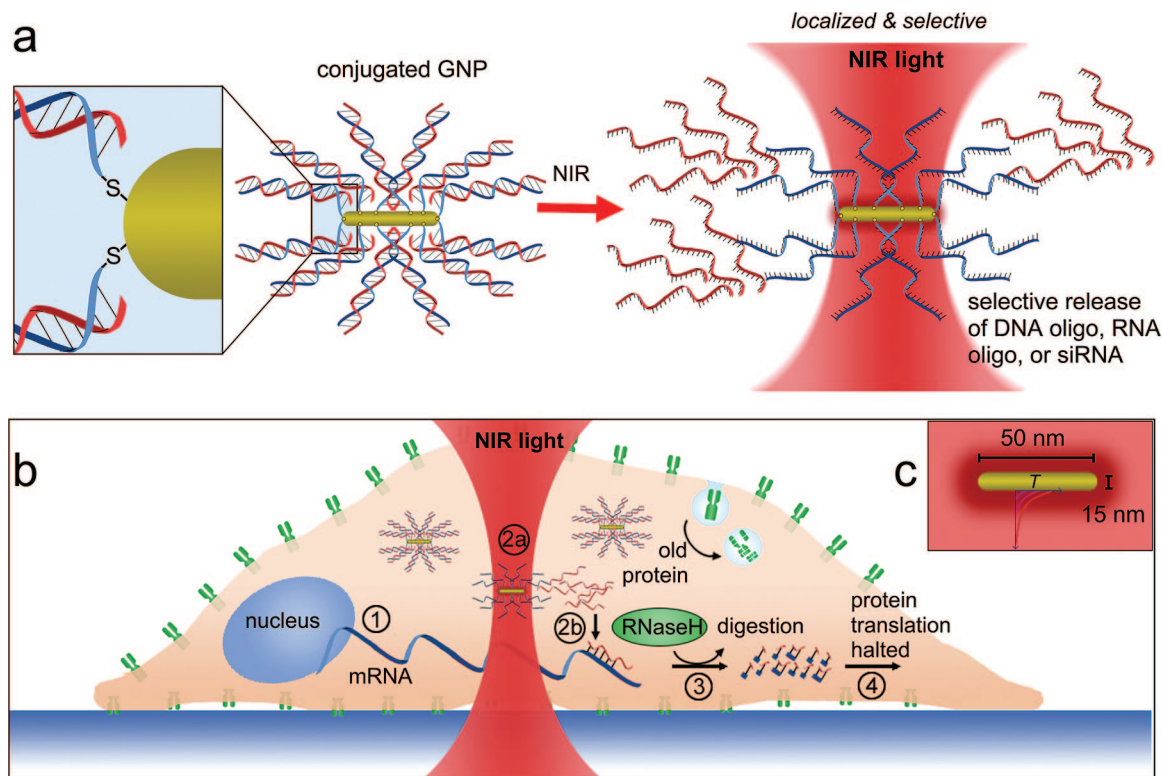 a
localized & selective
NIR light
conjugated GNP
S
S
NIR
selective release
of DNA oligo, RNA
oligo, or siRNA
b
NIR light
c
50 nm
T
15 nm
2a
old
protein
nucleus
1
mRNA
2b
RNaseH
digestion
3
protein
translation
halted
4